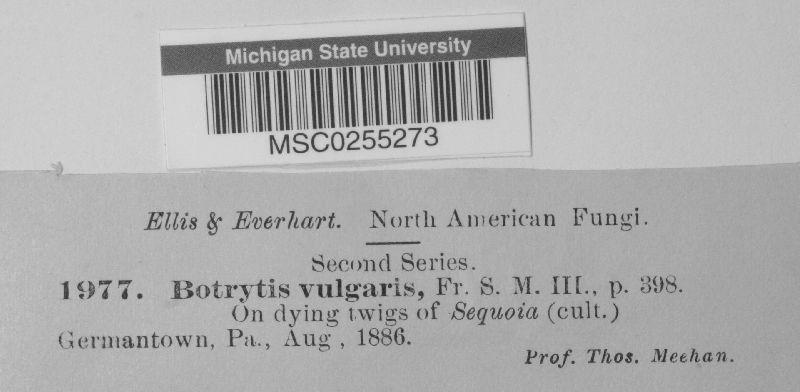 Michigan State University
MSC0255273
Ellis & Everhart. North American Fungi.
Second Series.
1977. Botrytis vulgaris, Fr. S. M. III., p. 398.
On dying twigs of Sequoia (cult.)
Germantown, Pa., Aug , 1886.
Prof. Thos. Meehan.